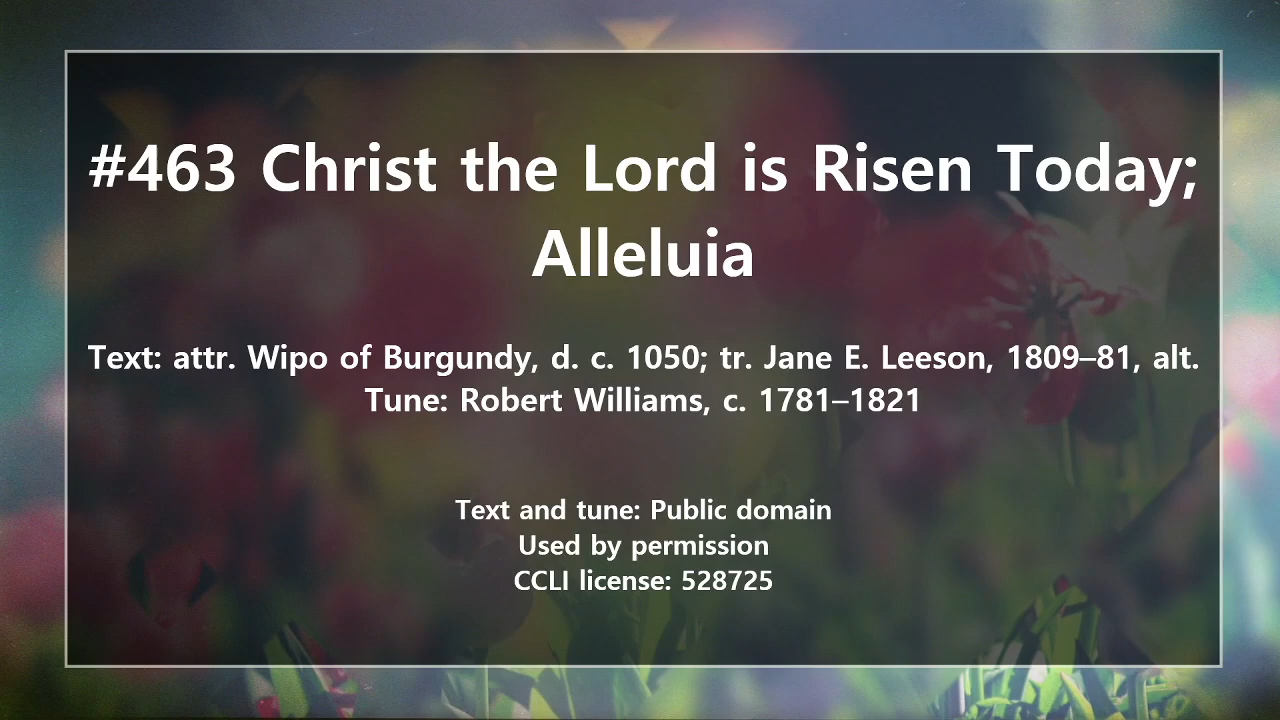 #463 Christ the Lord is Risen Today;
Alleluia
Text: attr. Wipo of Burgundy, d. c. 1050; tr. Jane E. Leeson, 1809–81, alt.
Tune: Robert Williams, c. 1781–1821
Text and tune: Public domain
Used by permission
CCLI license: 528725